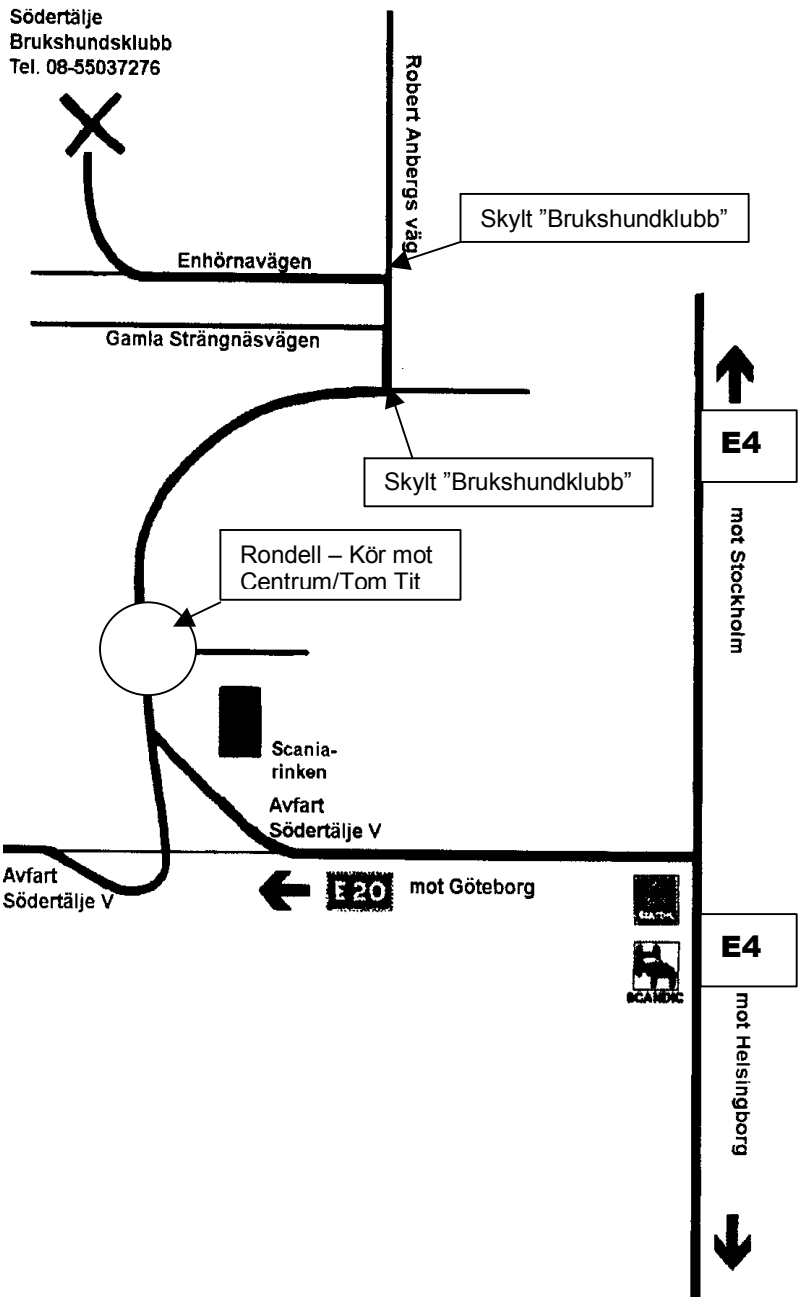 Södertälje
Brukshundsklubb
Tel. 08-55037276
Robert Anbergs väg
Skylt ”Brukshundklubb”
Enhörnavägen
Gamla Strängnäsvägen
E4
mot Stockholm
Skylt ”Brukshundklubb”
Rondell – Kör mot
Centrum/Tom Tit
Scania-
rinken
Avfart
Södertälje V
Avfart
Södertälje V
E20
mot Göteborg
E4
mot Helsingborg
SCANDIC